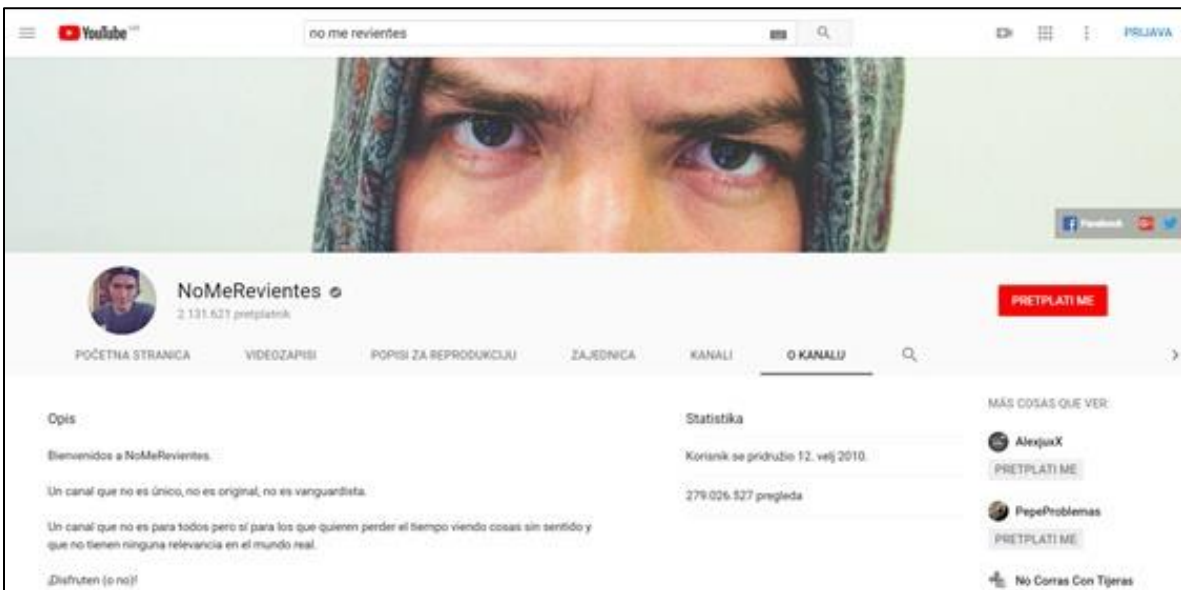 YouTube HR
no me revientes
PRIJAVA
Facebook
NoMeRevientes
2.131.621 pretplatnik
PRETPLATI ME
POČETNA STRANICA
VIDEOZAPISI
POPISI ZA REPRODUKCIJU
ZAJEDNICA
KANALI
O KANALU
Opis
Bienvenidos a NoMeRevientes.
Un canal que no es único, no es original, no es vanguardista.
Un canal que no es para todos pero sí para los que quieren perder el tiempo viendo cosas sin sentido y
que no tienen ninguna relevancia en el mundo real.
¡Disfruten (o no)!
Statistika
Korisnik se pridružio 12. velj 2010.
279.026.527 pregleda
MÁS COSAS QUE VER:
AlexjuxX
PRETPLATI ME
PepeProblemas
PRETPLATI ME
No Corras Con Tijeras